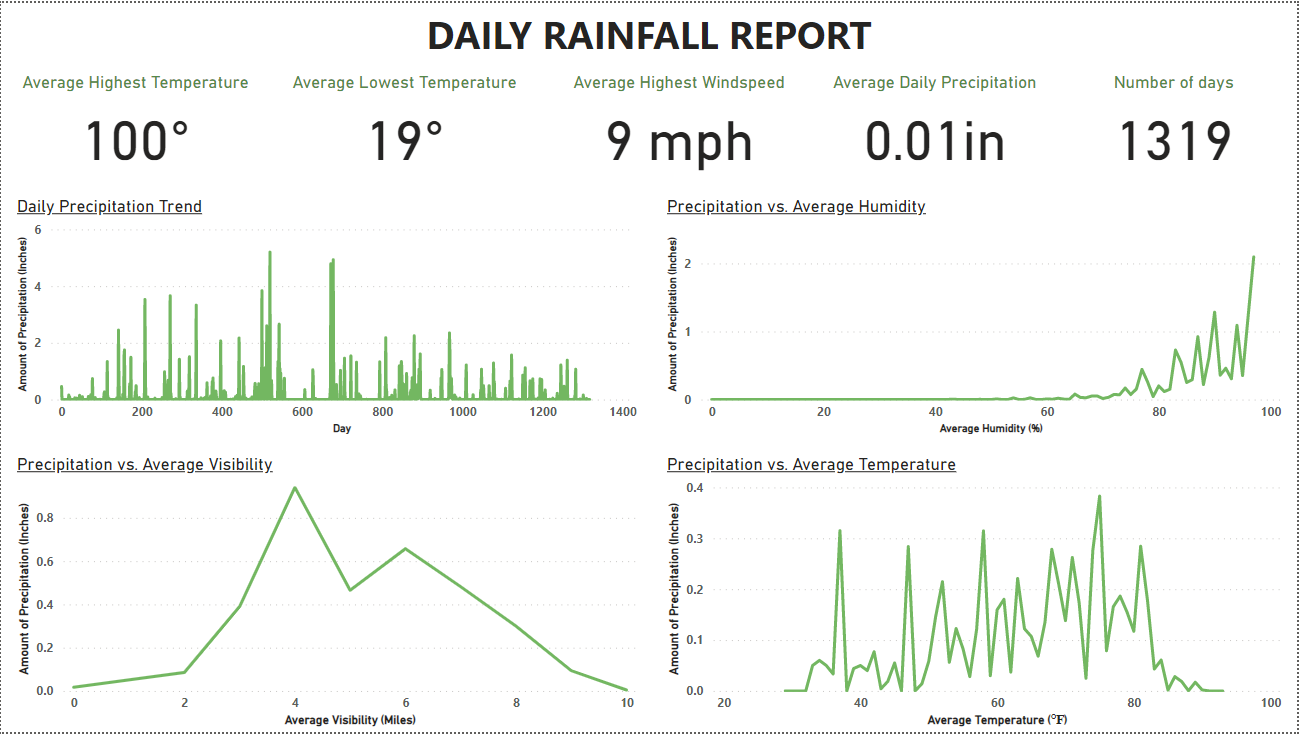 DAILY RAINFALL REPORT
Average Highest Temperature
100°
Average Lowest Temperature
19°
Average Highest Windspeed
9 mph
Average Daily Precipitation
0.01in
Number of days
1319
Daily Precipitation Trend
Amount of Precipitation (Inches)
6
4
2
0
0 200 400 600 800 1000 1200 1400
Day
Precipitation vs. Average Humidity
Amount of Precipitation (Inches)
2
1
0
0 20 40 60 80 100
Average Humidity (%)
Precipitation vs. Average Visibility
Amount of Precipitation (Inches)
0.8
0.6
0.4
0.2
0.0
0 2 4 6 8 10
Average Visibility (Miles)
Precipitation vs. Average Temperature
Amount of Precipitation (Inches)
0.4
0.3
0.2
0.1
0.0
20 40 60 80 100
Average Temperature (°F)